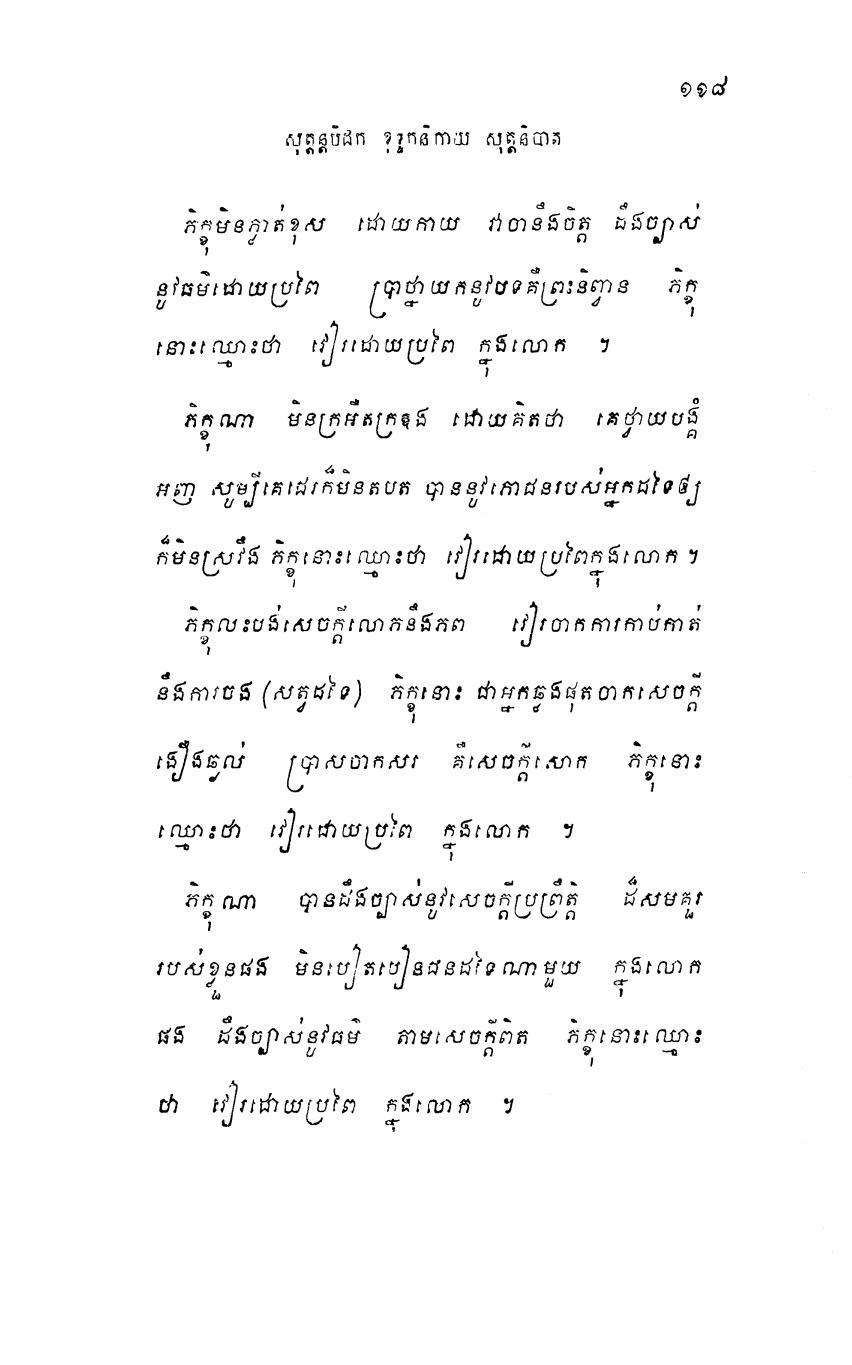 ១១៨
សុត្តន្តបិដក ខុទ្ទកនិកាយ សុត្តនិបាត
ភិក្ខុមិនភ្លាត់ខុស ដោយកាយ វាចានឹងចិត្ត ដឹងច្បាស់
នូវធម៌ដោយប្រពៃ ប្រាថ្នាយកនូវបទគឺព្រះនិព្វាន ភិក្ខុ
នោះឈ្មោះថា វៀរដោយប្រពៃ ក្នុងលោក ។
ភិក្ខុណា មិនក្រអឺតក្រទង ដោយគិតថា គេថ្វាយបង្គំ
អញ សូម្បីគេជេរក៏មិនតបត បាននូវភោជនរបស់អ្នកដទៃឲ្យ
ក៏មិនស្រវឹង ភិក្ខុនោះឈ្មោះថា វៀរដោយប្រពៃក្នុងលោក ។
ភិក្ខុលះបង់សេចក្តីលោភនឹងភព វៀរចាកការកាប់កាត់
នឹងការចង (សត្វដទៃ) ភិក្ខុនោះ ជាអ្នកឆ្លងផុតចាកសេចក្តី
ងឿងឆ្ងល់ ប្រាសចាកសរ គឺសេចក្តីសោក ភិក្ខុនោះ
ឈ្មោះថា វៀរដោយប្រពៃ ក្នុងលោក ។
ភិក្ខុណា បានដឹងច្បាស់នូវសេចក្តីប្រព្រឹត្តិ ដ៏សមគួរ
របស់ខ្លួនផង មិនបៀតបៀនជនដទៃណាមួយ ក្នុងលោក
ផង ដឹងច្បាស់នូវធម៌ តាមសេចក្តីពិត ភិក្ខុនោះឈ្មោះ
ថា វៀរដោយប្រពៃ ក្នុងលោក ។